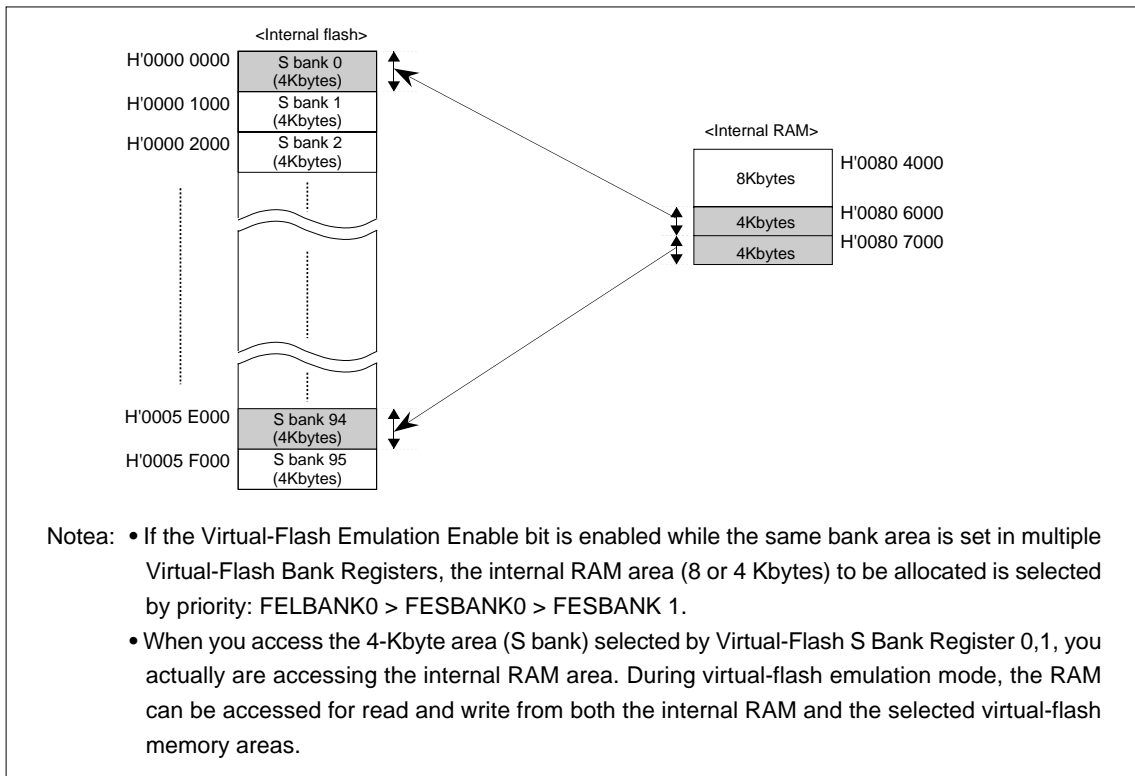 <Internal flash>
H'0000 0000
S bank 0
(4Kbytes)
H'0000 1000
S bank 1
(4Kbytes)
H'0000 2000
S bank 2
(4Kbytes)
<Internal RAM>
8Kbytes
H'0080 4000
4Kbytes
H'0080 6000
4Kbytes
H'0080 7000
H'0005 E000
S bank 94
(4Kbytes)
H'0005 F000
S bank 95
(4Kbytes)
Notea: • If the Virtual-Flash Emulation Enable bit is enabled while the same bank area is set in multiple
Virtual-Flash Bank Registers, the internal RAM area (8 or 4 Kbytes) to be allocated is selected
by priority: FELBANK0 > FESBANK0 > FESBANK 1.
• When you access the 4-Kbyte area (S bank) selected by Virtual-Flash S Bank Register 0,1, you
actually are accessing the internal RAM area. During virtual-flash emulation mode, the RAM
can be accessed for read and write from both the internal RAM and the selected virtual-flash
memory areas.